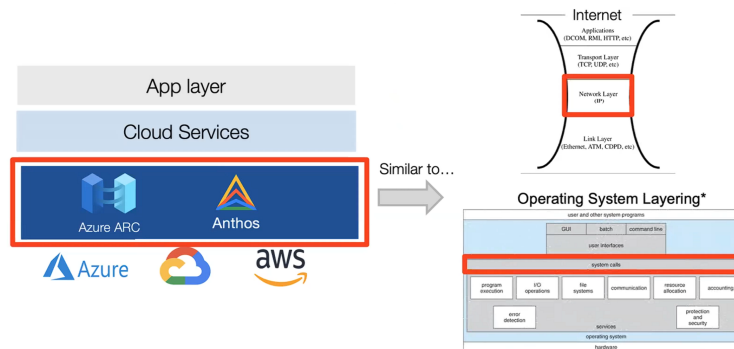 App layer
Cloud Services
Azure ARC
Anthos
Azure
aws
Similar to...
Internet
Applications
(DCOM, RMI, HTTP, etc)
Transport Layer
(TCP, UDP, etc)
Network Layer
(IP)
Link Layer
(Ethernet, ATM, CDPD, etc)
Operating System Layering*
user and other system programs
GUI
batch
command line
user interfaces
system calls
program
execution
I/O
operations
file
systems
communication
resource
allocation
accounting
error
detection
protection
and
security
services
operating system
hardware